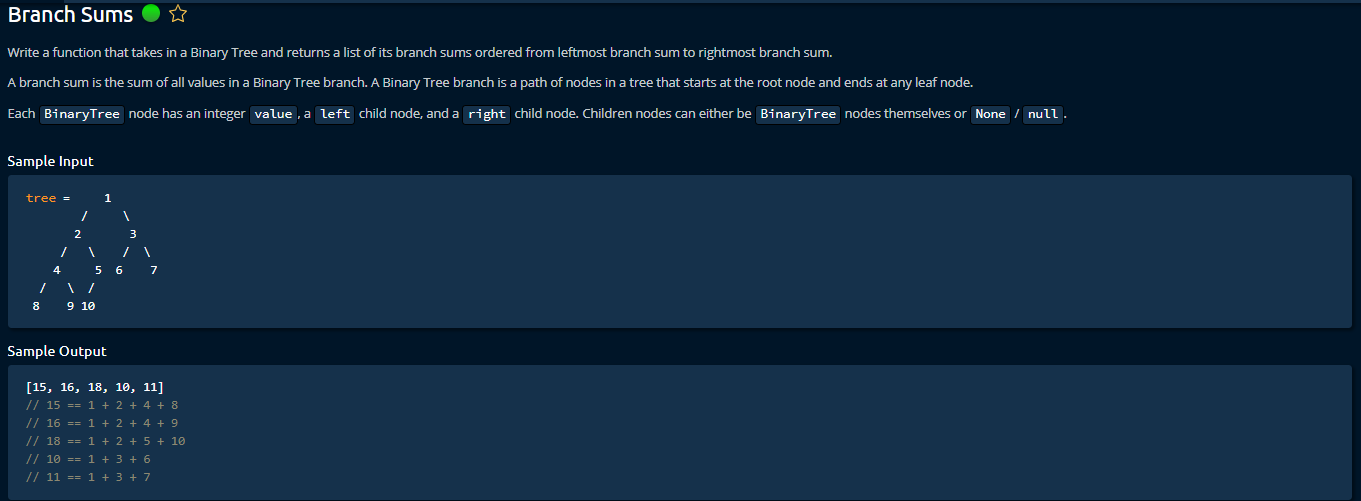 Branch Sums
Write a function that takes in a Binary Tree and returns a list of its branch sums ordered from leftmost branch sum to rightmost branch sum.
A branch sum is the sum of all values in a Binary Tree branch. A Binary Tree branch is a path of nodes in a tree that starts at the root node and ends at any leaf node.
Each BinaryTree node has an integer value, a left child node, and a right child node. Children nodes can either be BinaryTree nodes themselves or None / null.
Sample Input
tree =     1
        /     \
       2       3
     /   \    /  \
    4     5  6    7
  /   \  /
 8    9 10
Sample Output
[15, 16, 18, 10, 11]
// 15 == 1 + 2 + 4 + 8
// 16 == 1 + 2 + 4 + 9
// 18 == 1 + 2 + 5 + 10
// 10 == 1 + 3 + 6
// 11 == 1 + 3 + 7